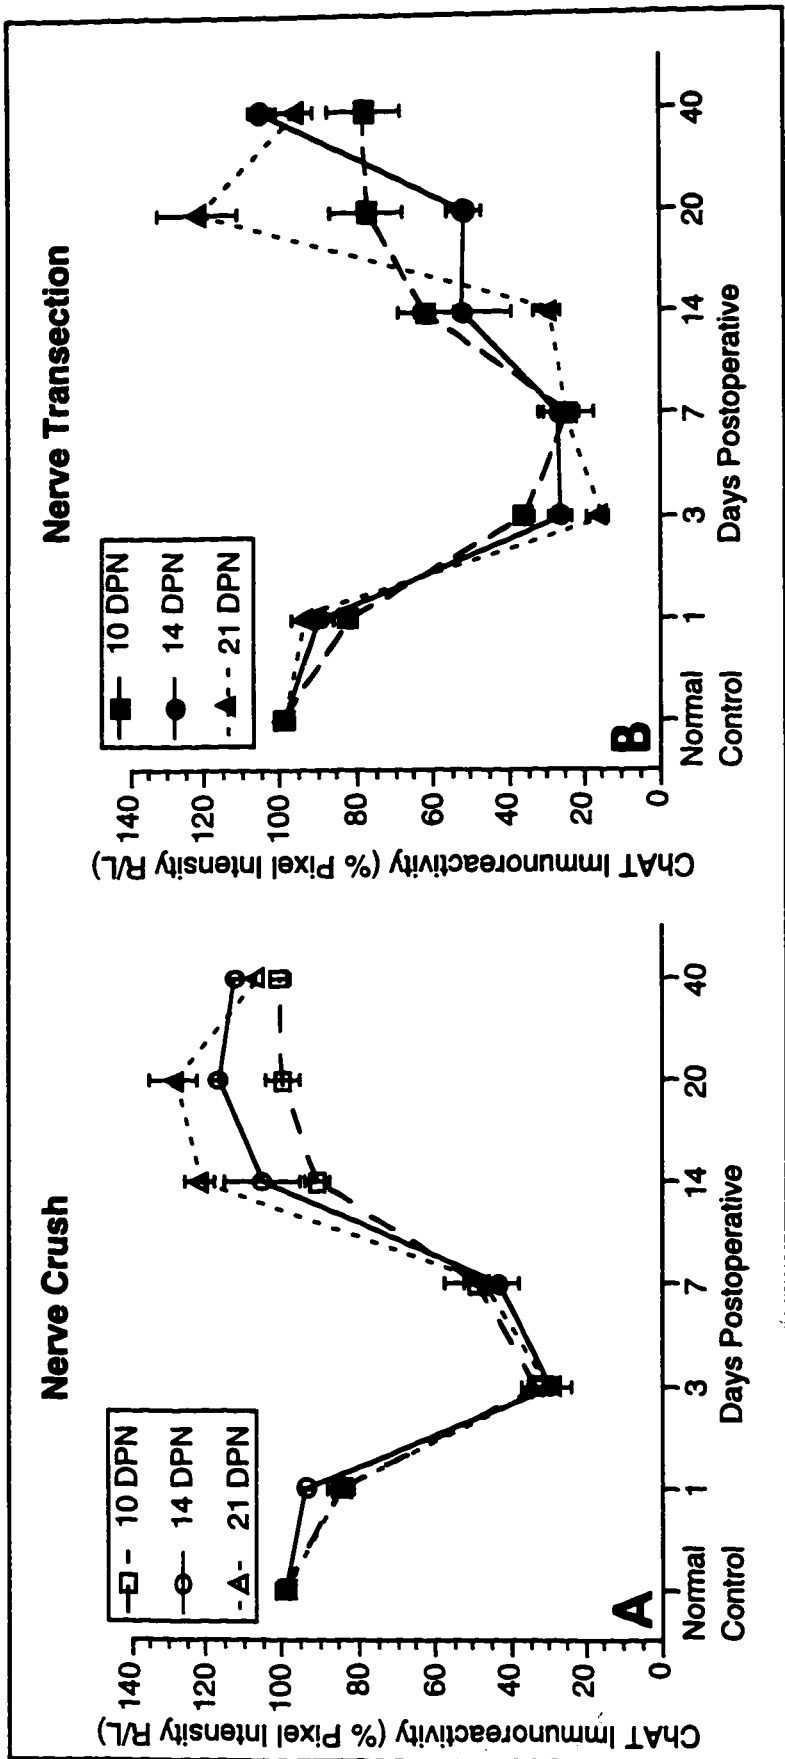 Nerve Crush
10 DPN
14 DPN
21 DPN
ChAT Immunoreactivity (% Pixel Intensity R/L)
140
120
100
80
60
40
20
0
A
Normal Control
1
3
7
14
20
40
Days Postoperative
Nerve Transection
10 DPN
14 DPN
21 DPN
ChAT Immunoreactivity (% Pixel Intensity R/L)
140
120
100
80
60
40
20
0
B
Normal Control
1
3
7
14
20
40
Days Postoperative